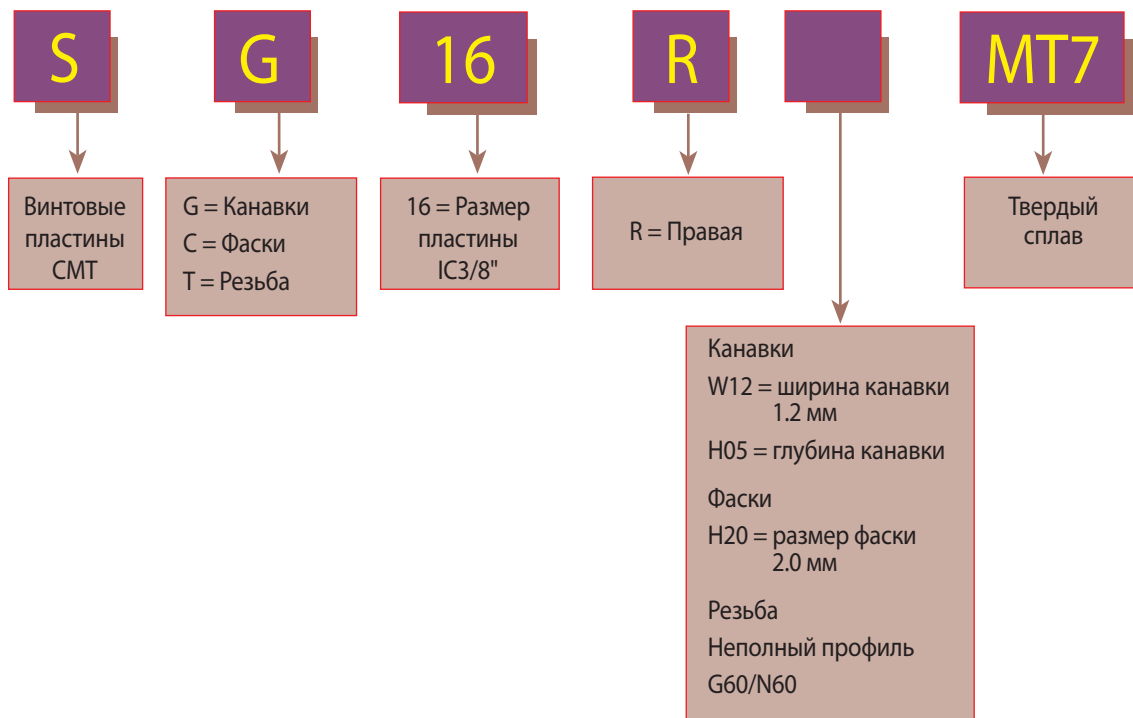 S G 16 R MT7
Винтовые
пластины
CMT
G = Канавки
C = Фаски
T = Резьба
16 = Размер
пластины
IC3/8"
R = Правая
Твердый
сплав
Канавки
W12 = ширина канавки
1.2 мм
H05 = глубина канавки
Фаски
H20 = размер фаски
2.0 мм
Резьба
Неполный профиль
G60/N60